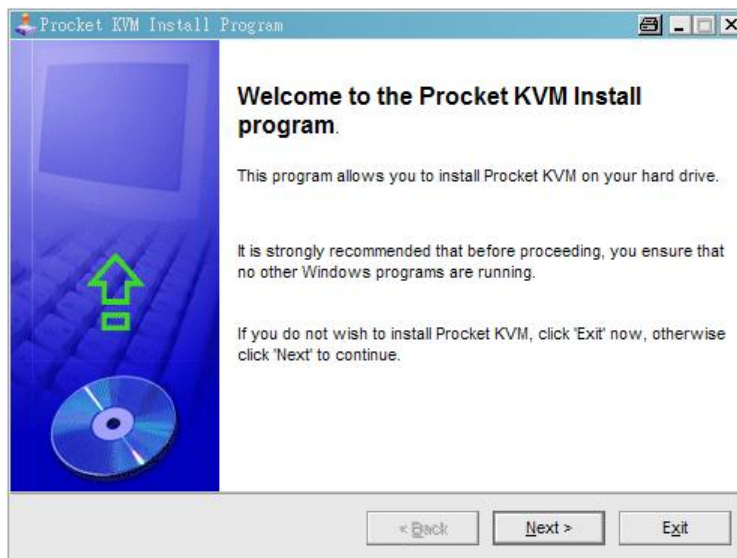 Procket KVM Install Program
Welcome to the Procket KVM Install
program.
This program allows you to install Procket KVM on your hard drive.
It is strongly recommended that before proceeding, you ensure that
no other Windows programs are running.
If you do not wish to install Procket KVM, click 'Exit' now, otherwise
click 'Next' to continue.
< Back Next > Exit